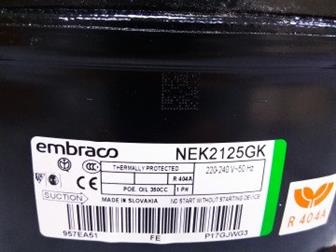 embraco NEK2125GK
THERMALLY PROTECTED 220-240 V~50 Hz
R 404A
POE. OIL 350CC. 1 PH
SUCTION MADE IN SLOVAKIA NO START WITHOUT STARTING DEVICE
957EA51 FE P17GJWG3
R 404A